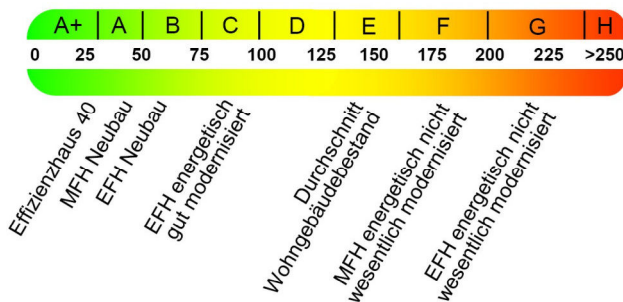 A+ A B C D E F G H
0 25 50 75 100 125 150 175 200 225 >250
Effizienzhaus 40
MFH Neubau
EFH Neubau
EFH energetisch
gut modernisiert
Durchschnitt
Wohngebäudebestand
MFH energetisch nicht
wesentlich modernisiert
EFH energetisch nicht
wesentlich modernisiert